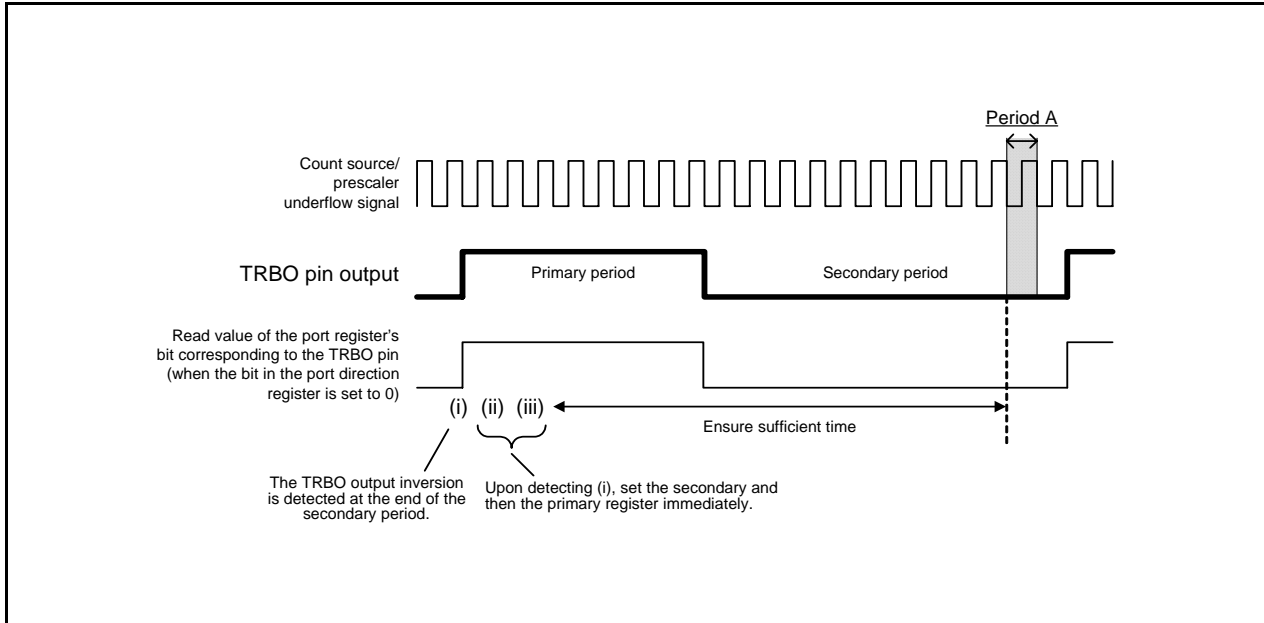 Period A
Count source/
prescaler
underflow signal
TRBO pin output
Primary period
Secondary period
Read value of the port register's
bit corresponding to the TRBO pin
(when the bit in the port direction
register is set to 0)
(i) (ii) (iii)
Ensure sufficient time
The TRBO output inversion
is detected at the end of the
secondary period.
Upon detecting (i), set the secondary and
then the primary register immediately.